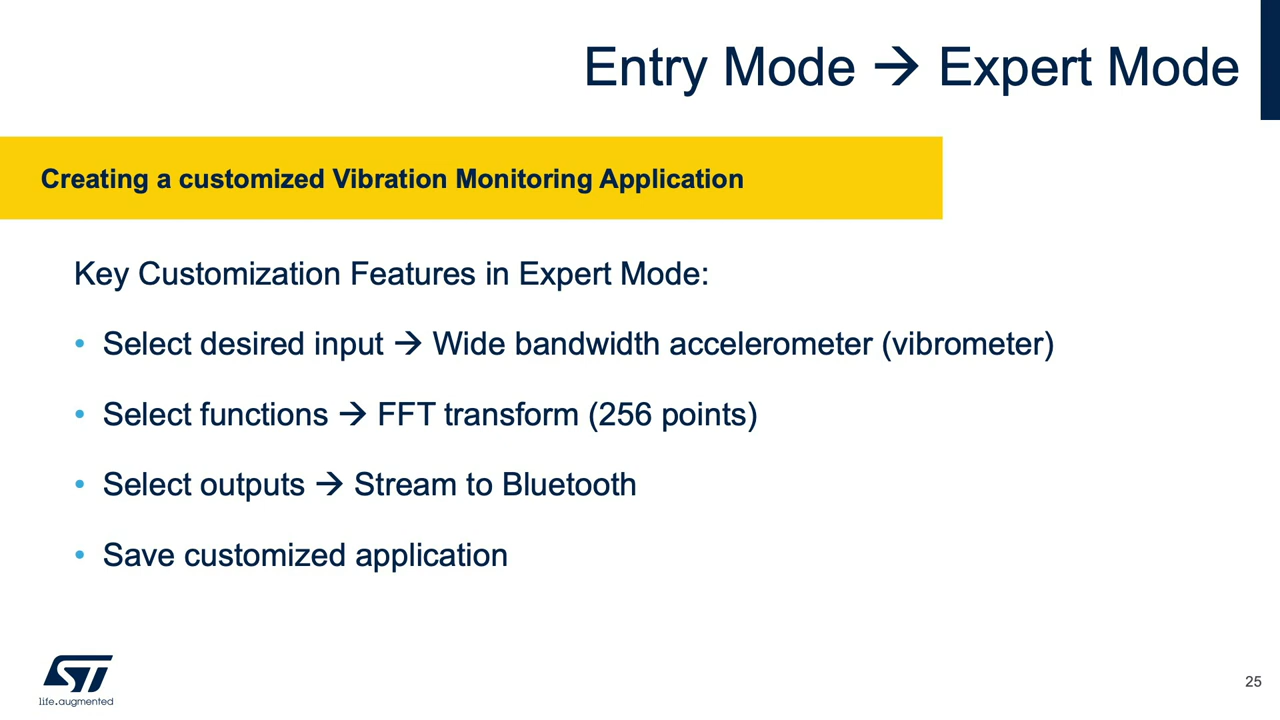 Entry Mode → Expert Mode
Creating a customized Vibration Monitoring Application
Key Customization Features in Expert Mode:
• Select desired input → Wide bandwidth accelerometer (vibrometer)
• Select functions → FFT transform (256 points)
• Select outputs → Stream to Bluetooth
• Save customized application
ST
life.augmented
25